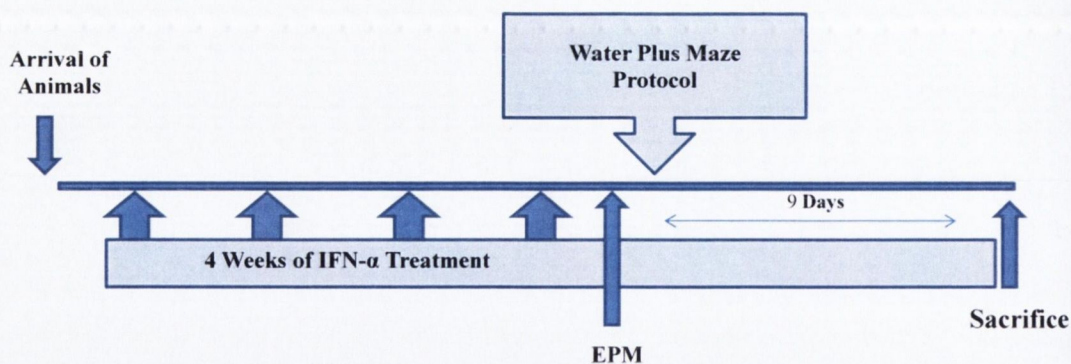 Arrival of
Animals
Water Plus Maze
Protocol
9 Days
4 Weeks of IFN-α Treatment
EPM
Sacrifice